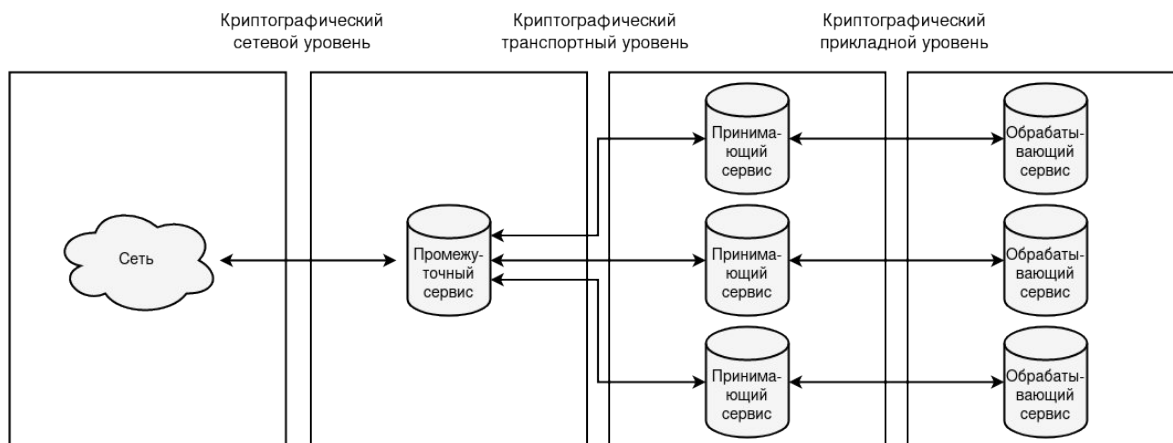 Криптографический
сетевой уровень
Криптографический
транспортный уровень
Криптографический
прикладной уровень
Принима-
ющий
сервис
Обрабаты-
вающий
сервис
Сеть
Промежу-
точный
сервис
Принима-
ющий
сервис
Обрабаты-
вающий
сервис
Принима-
ющий
сервис
Обрабаты-
вающий
сервис